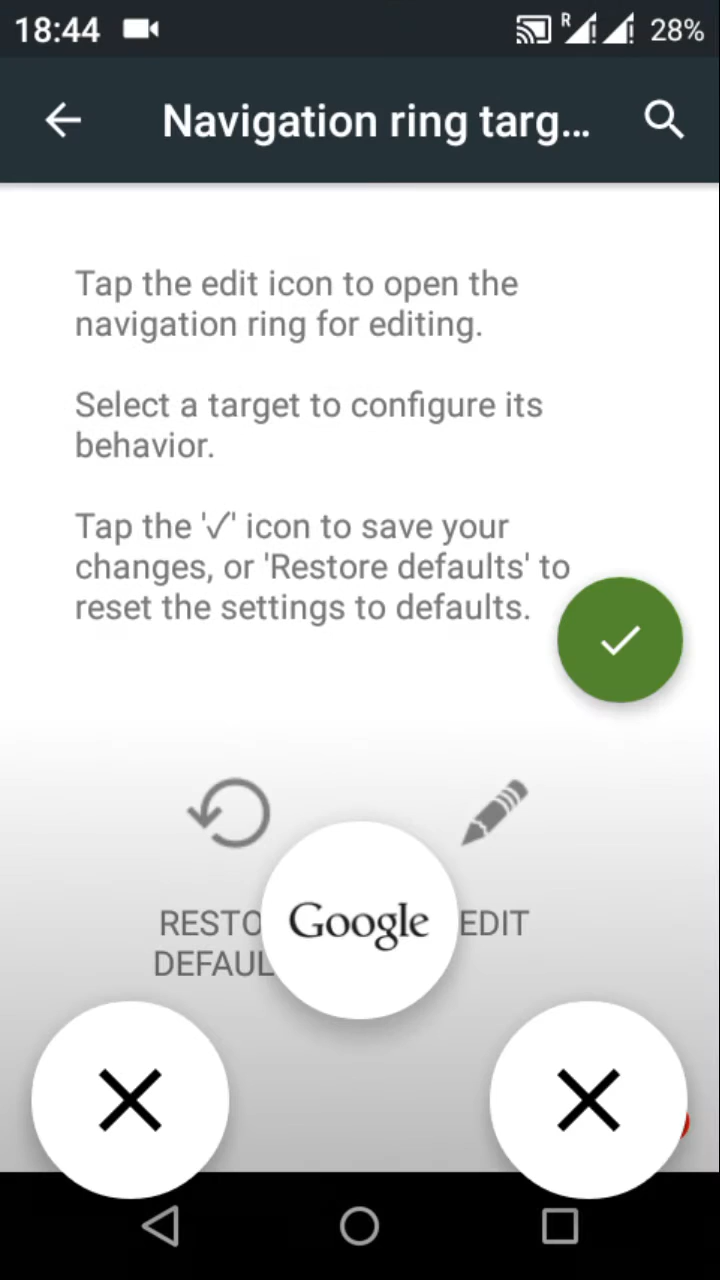 18:44
R
28%
Navigation ring targ...
Tap the edit icon to open the
navigation ring for editing.
Select a target to configure its
behavior.
Tap the '✓' icon to save your
changes, or 'Restore defaults' to
reset the settings to defaults.
RESTO
DEFAUL
Google
EDIT